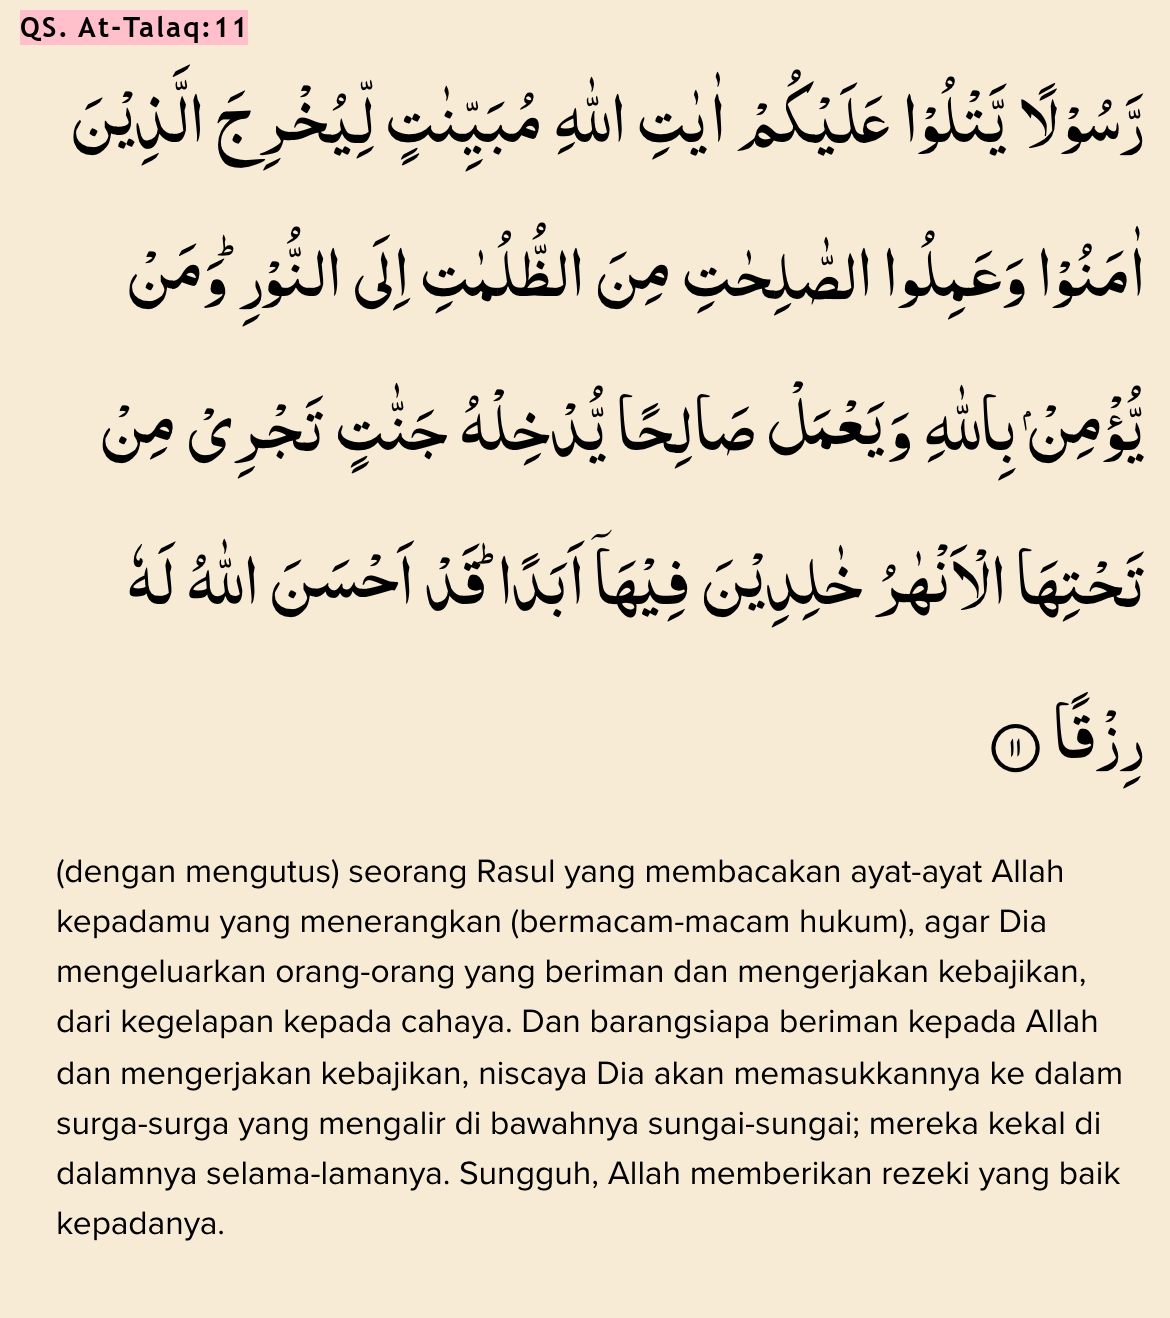 QS. At-Talaq:11
رَّسُوْلًا يَّتْلُوْا عَلَيْكُمْ اٰيٰتِ اللّٰهِ مُبَيِّنٰتٍ لِّيُخْرِجَ الَّذِيْنَ
اٰمَنُوْا وَعَمِلُوا الصّٰلِحٰتِ مِنَ الظُّلُمٰتِ اِلَى النُّوْرِۗ وَمَنْ
يُّؤْمِنْۢ بِاللّٰهِ وَيَعْمَلْ صَالِحًا يُّدْخِلْهُ جَنّٰتٍ تَجْرِيْ مِنْ
تَحْتِهَا الْاَنْهٰرُ خٰلِدِيْنَ فِيْهَآ اَبَدًاۗ قَدْ اَحْسَنَ اللّٰهُ لَهٗ
رِزْقًا ١١
(dengan mengutus) seorang Rasul yang membacakan ayat-ayat Allah
kepadamu yang menerangkan (bermacam-macam hukum), agar Dia
mengeluarkan orang-orang yang beriman dan mengerjakan kebajikan,
dari kegelapan kepada cahaya. Dan barangsiapa beriman kepada Allah
dan mengerjakan kebajikan, niscaya Dia akan memasukkannya ke dalam
surga-surga yang mengalir di bawahnya sungai-sungai; mereka kekal di
dalamnya selama-lamanya. Sungguh, Allah memberikan rezeki yang baik
kepadanya.